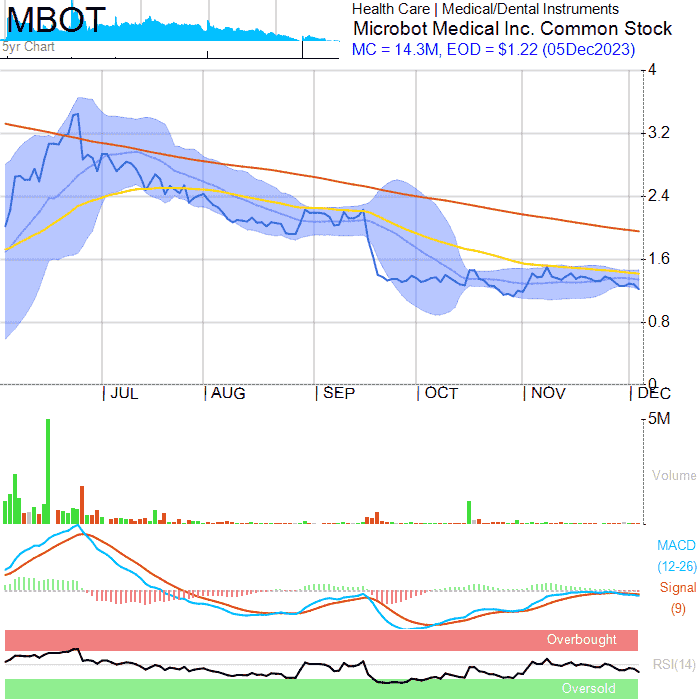 MBOT
5yr Chart
Health Care | Medical/Dental Instruments
Microbot Medical Inc. Common Stock
MC = 14.3M, EOD = $1.22 (05Dec2023)
4
3.2
2.4
1.6
0.8
0
JUL AUG SEP OCT NOV DEC
5M
Volume
MACD
(12-26)
Signal
(9)
Overbought
RSI(14)
Oversold